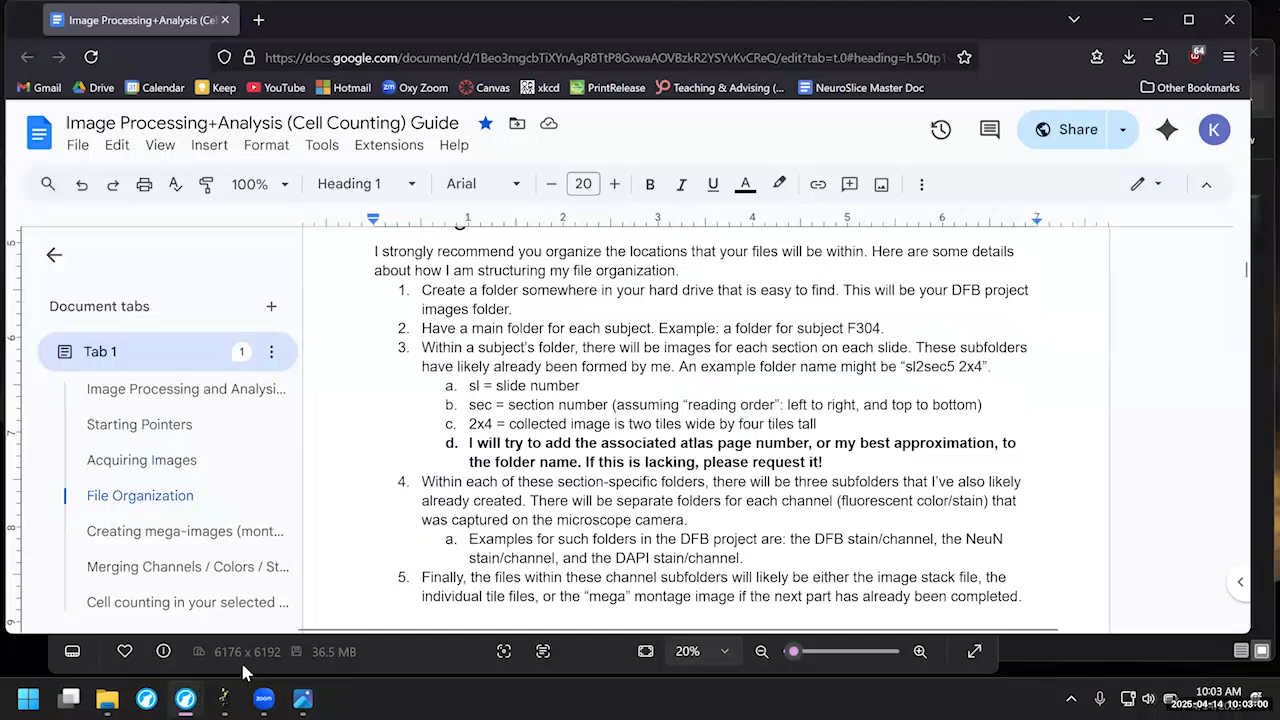 Image Processing+Analysis (Ce
64
https://docs.google.com/document/d/1Beo3mgcbTiXYnAgR8TtP8GxwaAOVBzkR2YSYvKvCReQ/edit?tab=t.0#heading=h.50tp1
Gmail Drive Calendar Keep YouTube Hotmail Oxy Zoom Canvas xkcd PrintRelease Teaching & Advising (... NeuroSlice Master Doc Other Bookmarks
Image Processing+Analysis (Cell Counting) Guide
File Edit View Insert Format Tools Extensions Help
Share
K
100% Heading 1 Arial 20 B I U A
1 2 3 4 5 6 7
5
6
7
8
9
Document tabs
Tab 1
1
Image Processing and Analysi...
Starting Pointers
Acquiring Images
File Organization
Creating mega-images (mont...
Merging Channels / Colors / St...
Cell counting in your selected ...
I strongly recommend you organize the locations that your files will be within. Here are some details
about how I am structuring my file organization.
1. Create a folder somewhere in your hard drive that is easy to find. This will be your DFB project
images folder.
2. Have a main folder for each subject. Example: a folder for subject F304.
3. Within a subject's folder, there will be images for each section on each slide. These subfolders
have likely already been formed by me. An example folder name might be "sl2sec5 2x4".
a. sl = slide number
b. sec = section number (assuming "reading order": left to right, and top to bottom)
c. 2x4 = collected image is two tiles wide by four tiles tall
d. I will try to add the associated atlas page number, or my best approximation, to
the folder name. If this is lacking, please request it!
4. Within each of these section-specific folders, there will be three subfolders that I've also likely
already created. There will be separate folders for each channel (fluorescent color/stain) that
was captured on the microscope camera.
a. Examples for such folders in the DFB project are: the DFB stain/channel, the NeuN
stain/channel, and the DAPI stain/channel.
5. Finally, the files within these channel subfolders will likely be either the image stack file, the
individual tile files, or the "mega" montage image if the next part has already been completed.
6176 x 6192 36.5 MB 20%
zoom
10:03 AM
2025-04-14 10:03:00